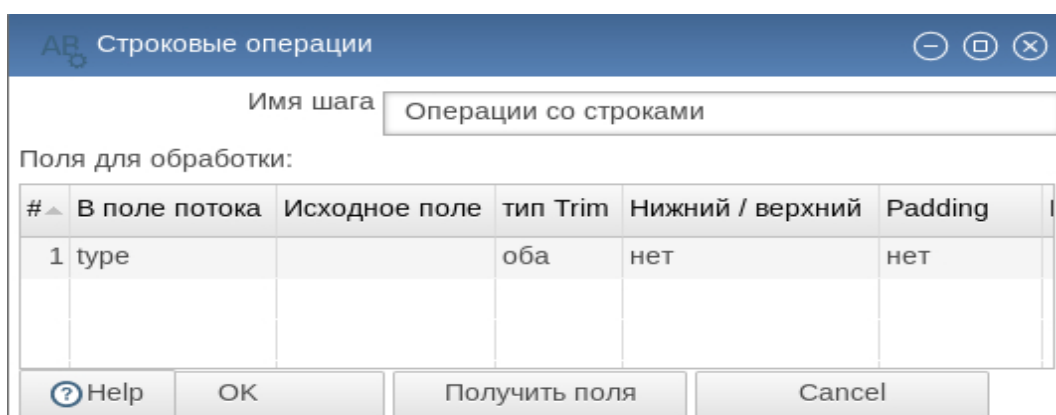 AB Строковые операции
Имя шага Операции со строками
Поля для обработки:
# В поле потока Исходное поле тип Trim Нижний / верхний Padding
1 type оба нет нет
Help OK Получить поля Cancel